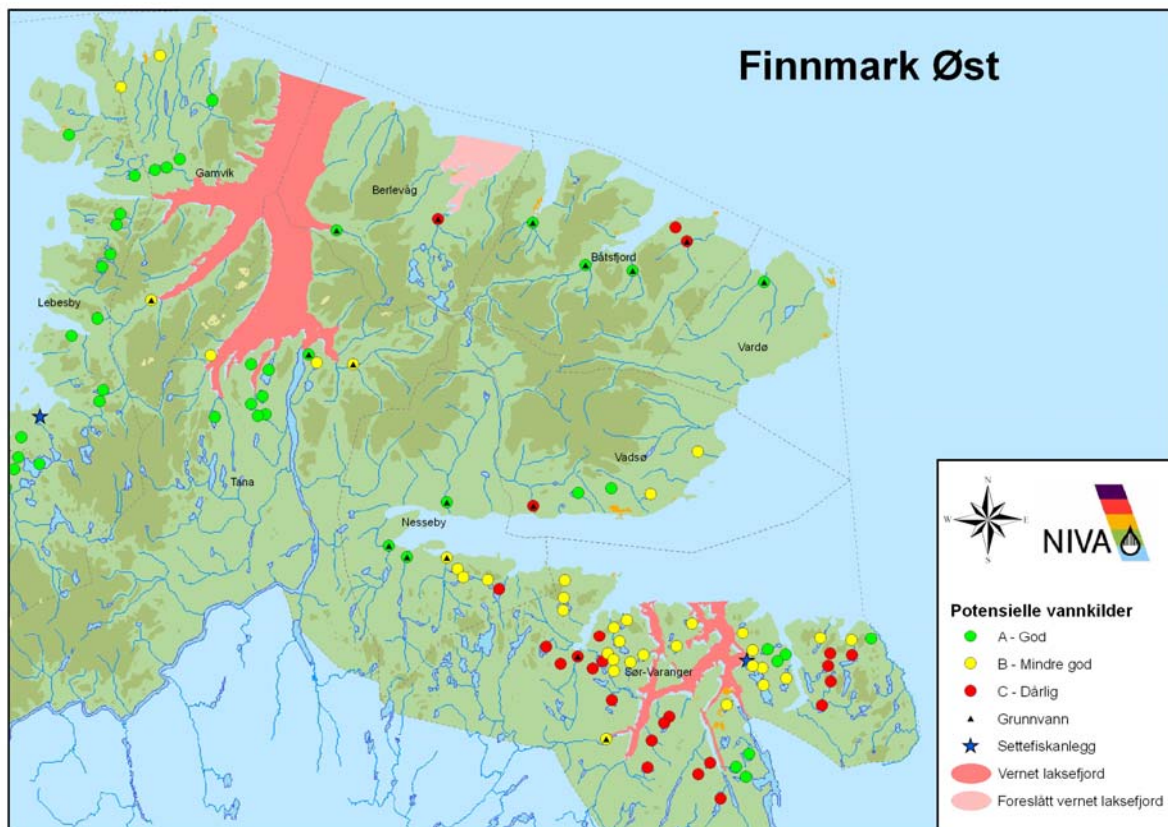 Finnmark Øst
Gamvik
Berlevåg
Båtsfjord
Lebesby
Vardø
Vadsø
Tana
Nesseby
Sør-Varanger
N
W E
S
NIVA
Potensielle vannkilder
A - God
B - Mindre god
C - Dårlig
Grunnvann
Settefiskanlegg
Vernet laksefjord
Foreslått vernet laksefjord